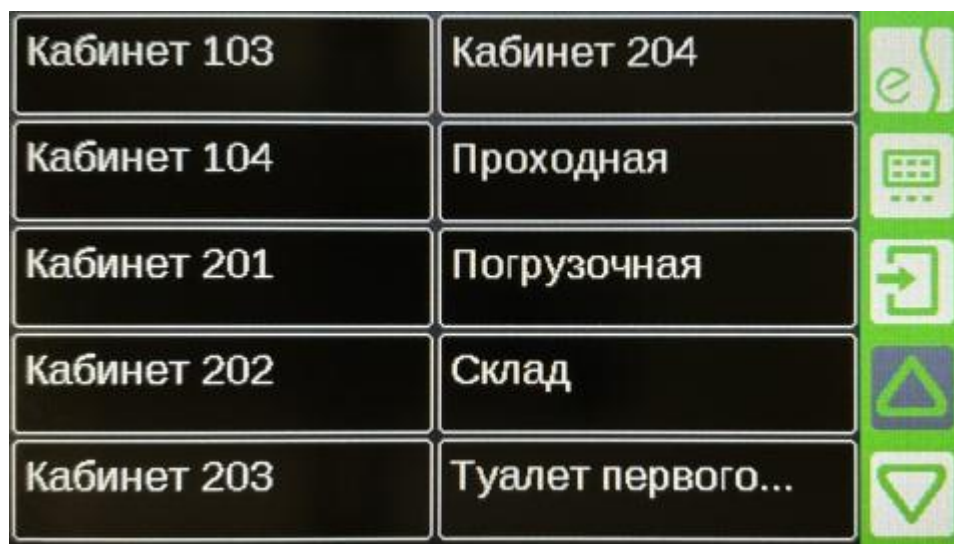 Кабинет 103
Кабинет 104
Кабинет 201
Кабинет 202
Кабинет 203
Кабинет 204
Проходная
Погрузочная
Склад
Туалет первого...
e